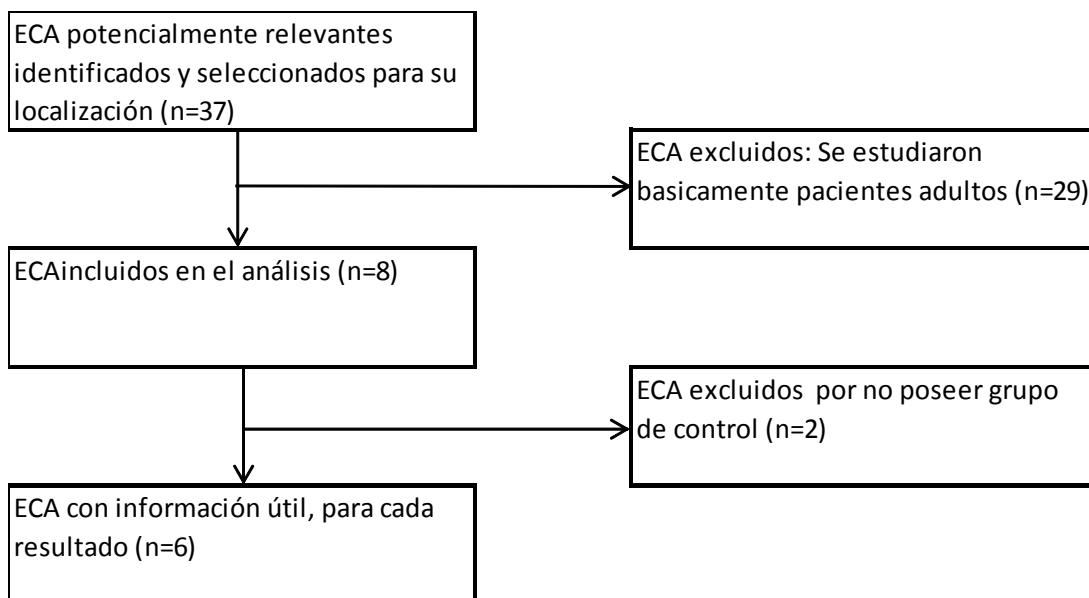 ECA potencialmente relevantes
identificados y seleccionados para su
localización (n=37)
ECA excluidos: Se estudiaron
basicamente pacientes adultos (n=29)
ECAincluidos en el análisis (n=8)
ECA excluidos  por no poseer grupo
de control (n=2)
ECA con información útil, para cada
resultado (n=6)